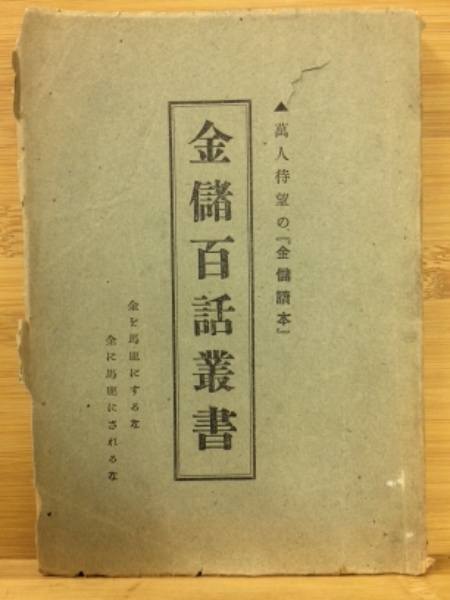 ▲萬人待望の『金儲讀本』
金儲百話叢書
金を馬鹿にするな
金に馬鹿にされるな